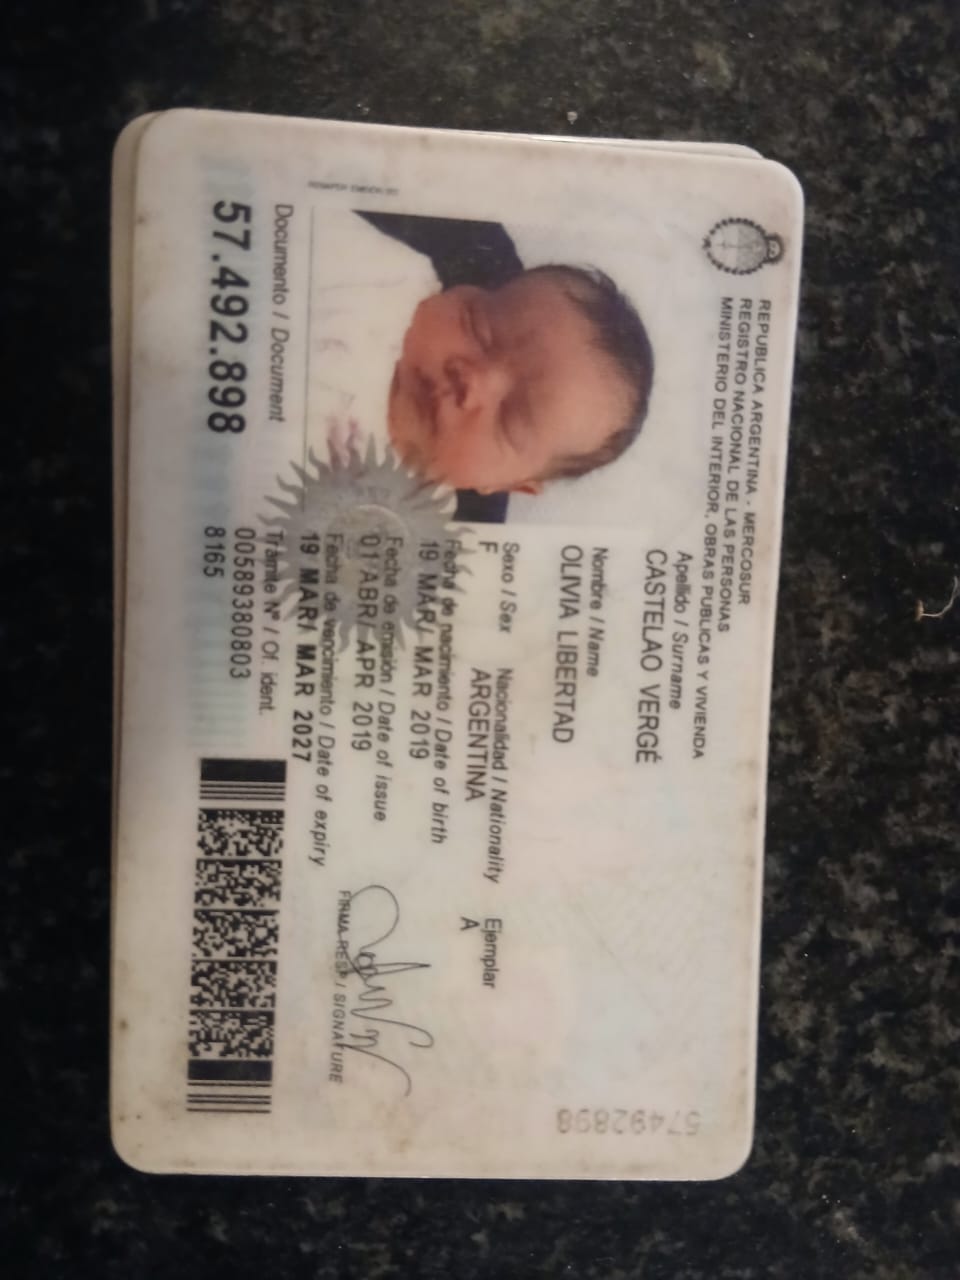 REPUBLICA ARGENTINA - MERCOSUR
REGISTRO NACIONAL DE LAS PERSONAS
MINISTERIO DEL INTERIOR, OBRAS PUBLICAS Y VIVIENDA
Apellido / Surname
CASTELAO VERGÉ
Nombre / Name
OLIVIA LIBERTAD
Sexo / Sex Nacionalidad / Nationality Ejemplar
F ARGENTINA A
Fecha de nacimiento / Date of birth
19 MAR/ MAR 2019
Fecha de emisión / Date of issue
01 ABR/ APR 2019
Fecha de vencimiento / Date of expiry
19 MAR/ MAR 2027
FIRMA RESP / SIGNATURE
Documento / Document
57.492.898
Trámite Nº / Of. ident.
00589380803
8165
57492898